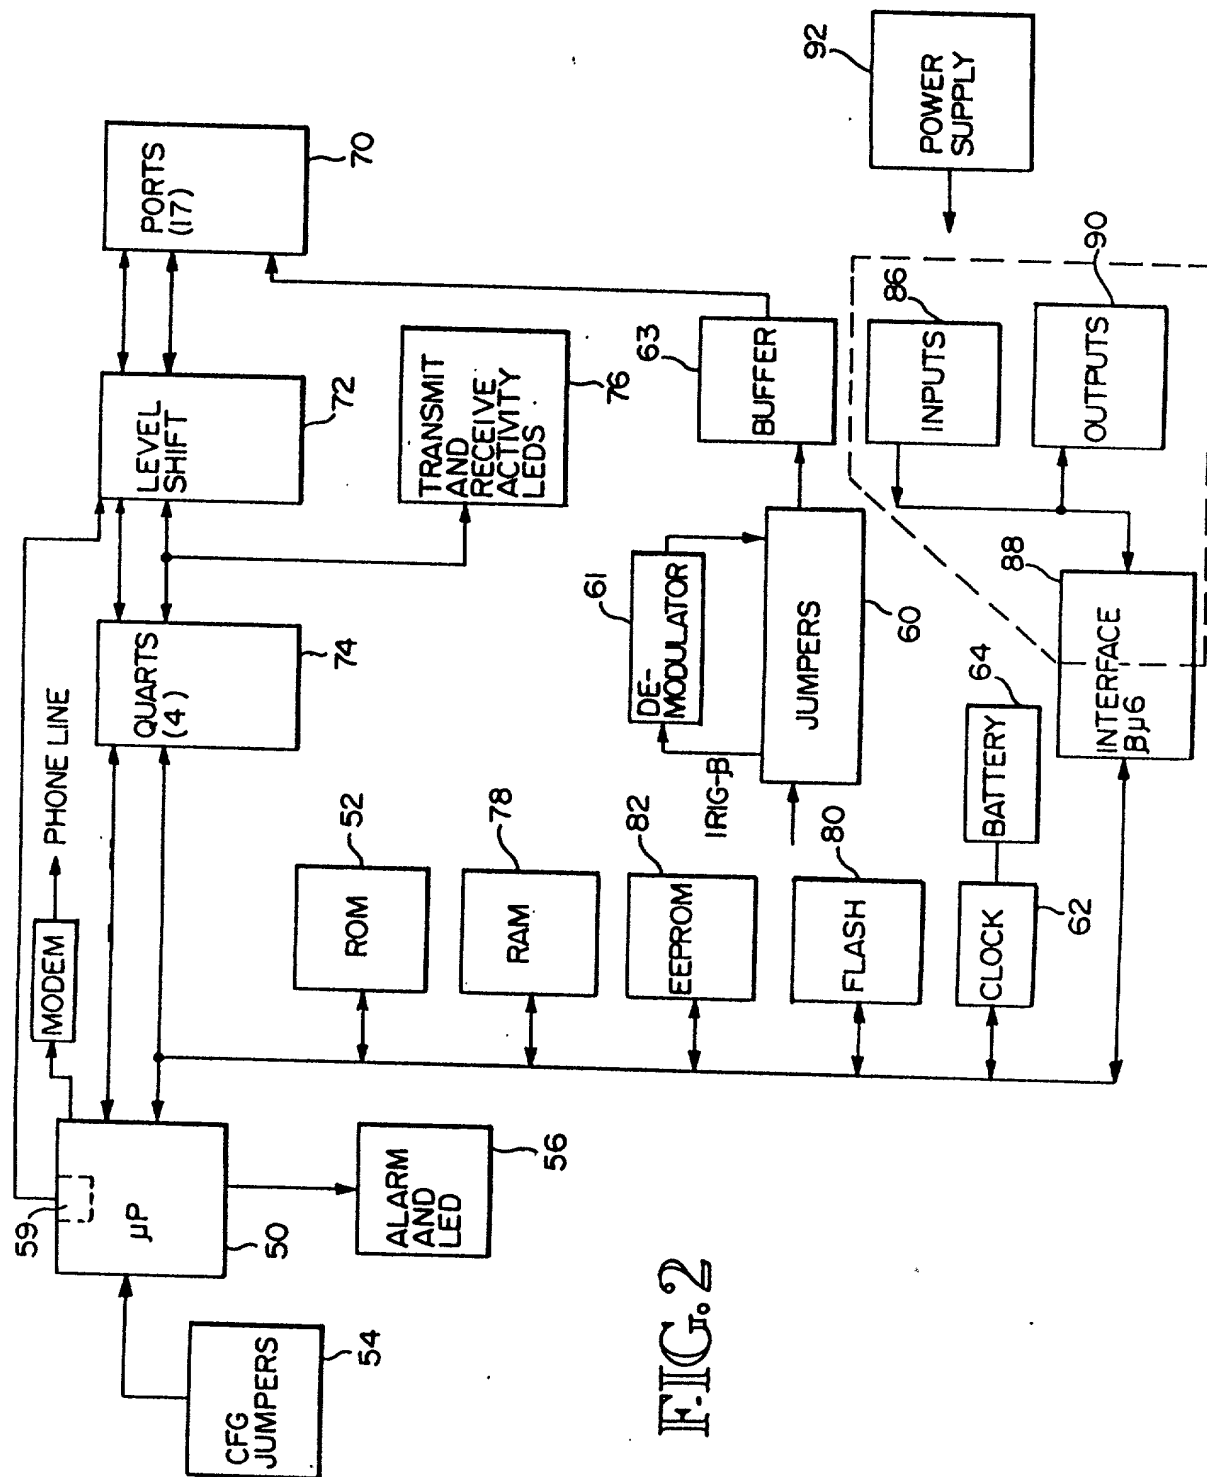 CFG
JUMPERS
54
59
µP
50
ALARM
AND
LED
56
MODEM
PHONE LINE
QUARTS
(4)
74
LEVEL
SHIFT
72
PORTS
(17)
70
ROM
52
RAM
78
EEPROM
82
FLASH
80
CLOCK
62
BATTERY
64
TRANSMIT
AND
RECEIVE
ACTIVITY
LEDS
76
DE-
MODULATOR
61
IRIG-β
JUMPERS
60
BUFFER
63
INTERFACE
βµ6
88
INPUTS
86
OUTPUTS
90
POWER
SUPPLY
92
FIG. 2